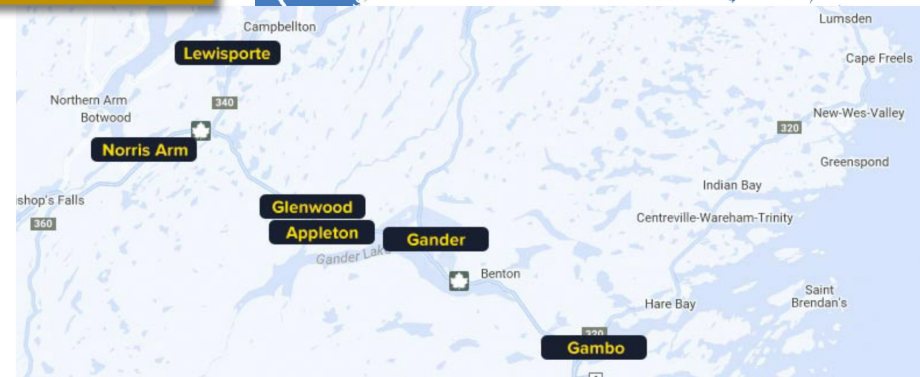 Campbellton
Lumsden
Lewisporte
Cape Freels
Northern Arm
340
Botwood
New-Wes-Valley
320
Norris Arm
Greenspond
Indian Bay
shop's Falls
Glenwood
360
Centreville-Wareham-Trinity
Appleton
Gander
Gander Lake
Benton
Saint
Brendan's
Hare Bay
320
Gambo